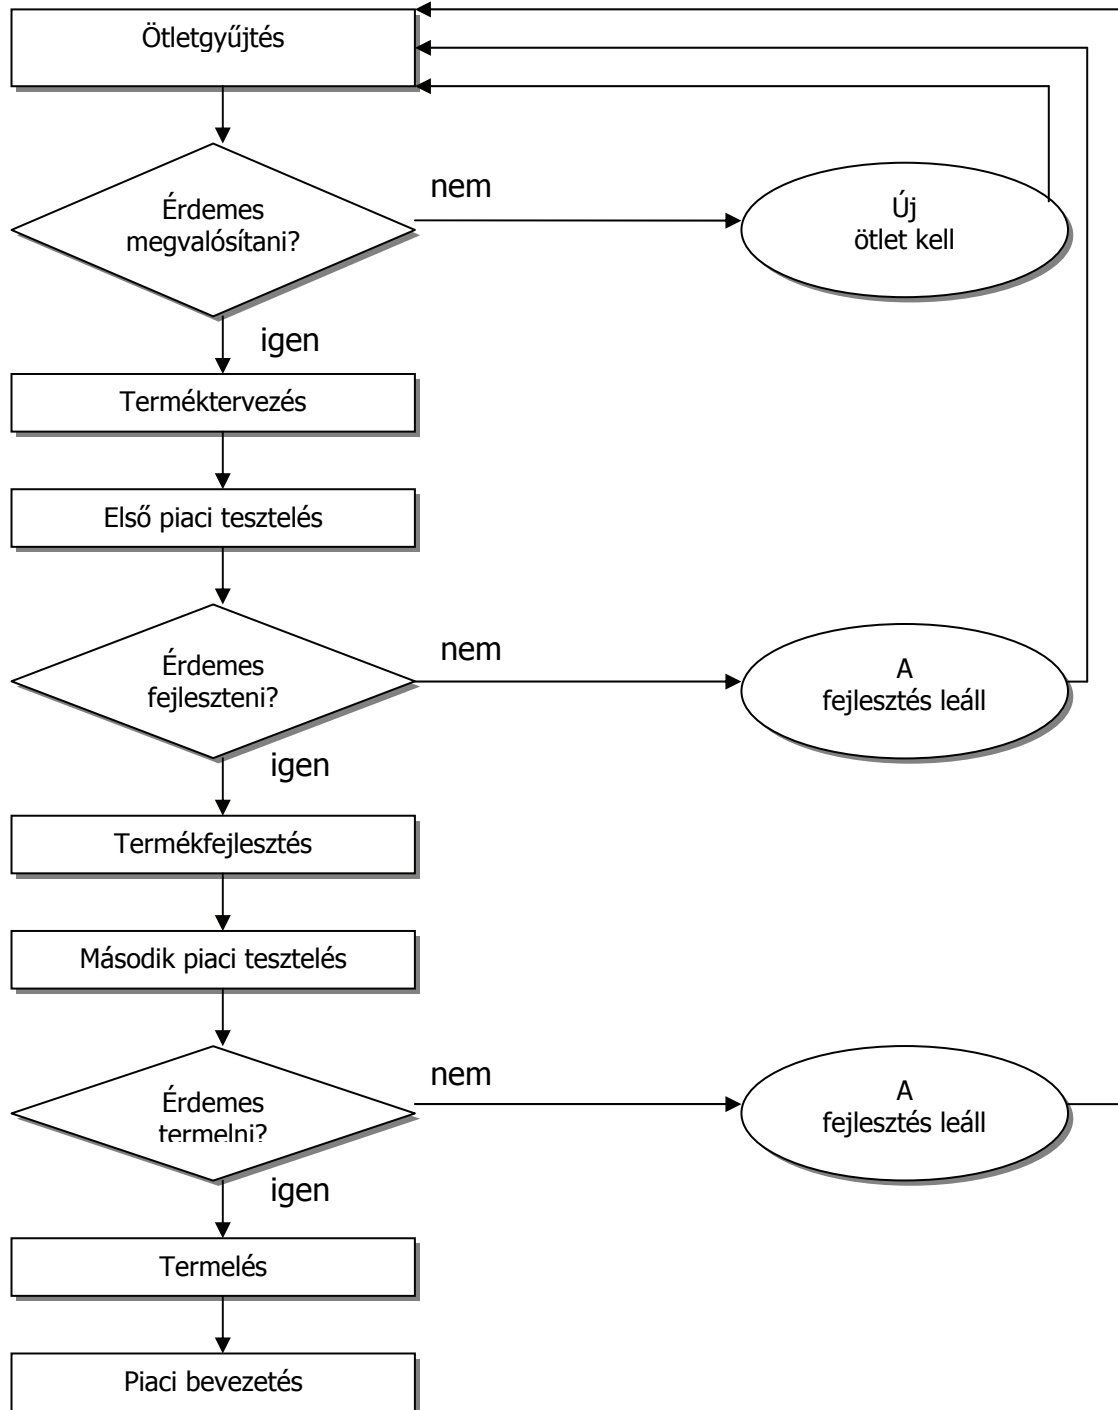 Ötletgyűjtés
Érdemes
megvalósítani?
nem
Új
ötlet kell
igen
Terméktervezés
Első piaci tesztelés
Érdemes
fejleszteni?
nem
A
fejlesztés leáll
igen
Termékfejlesztés
Második piaci tesztelés
Érdemes
termelni?
nem
A
fejlesztés leáll
igen
Termelés
Piaci bevezetés